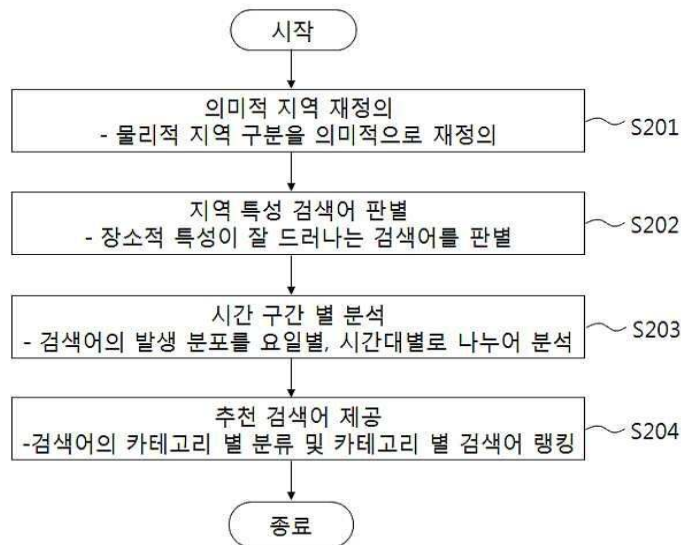 시작
의미적 지역 재정의
- 물리적 지역 구분을 의미적으로 재정의
S201
지역 특성 검색어 판별
- 장소적 특성이 잘 드러나는 검색어를 판별
S202
시간 구간 별 분석
- 검색어의 발생 분포를 요일별, 시간대별로 나누어 분석
S203
추천 검색어 제공
-검색어의 카테고리 별 분류 및 카테고리 별 검색어 랭킹
S204
종료